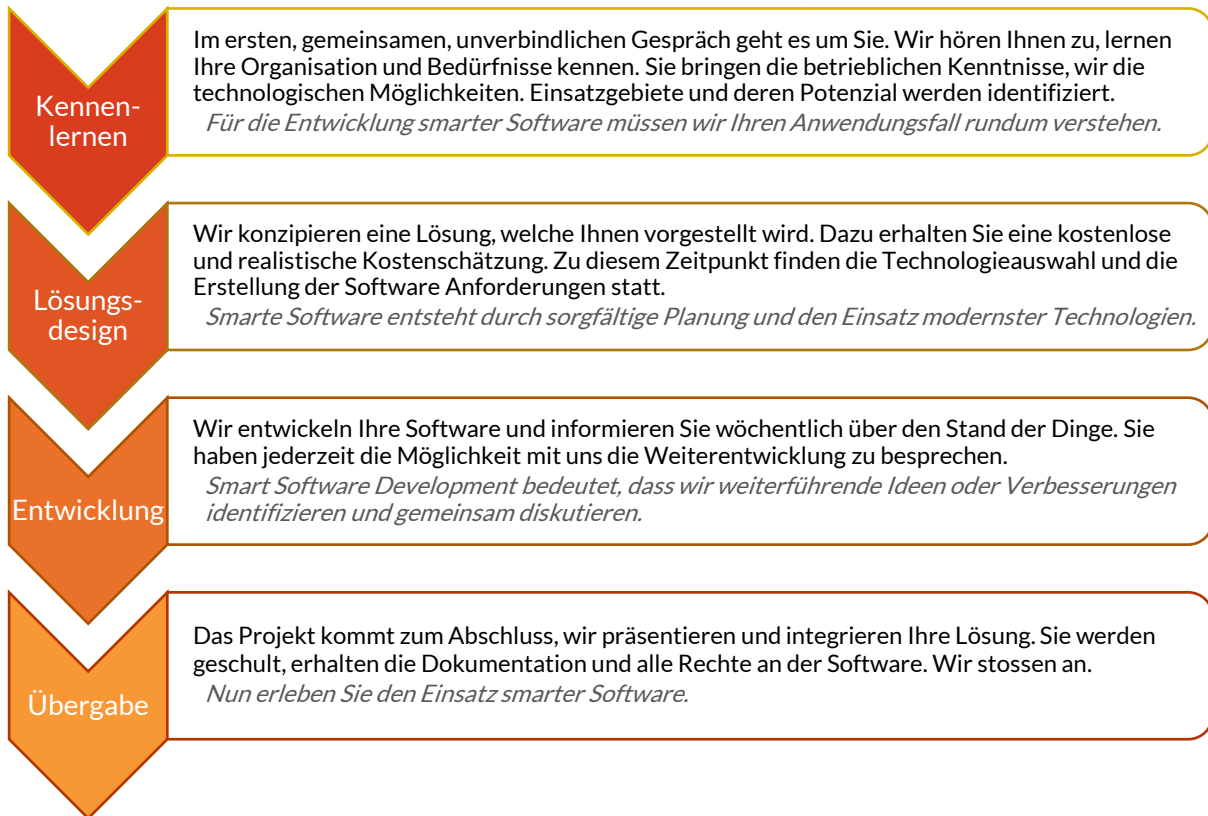 Kennen-
lernen
Im ersten, gemeinsamen, unverbindlichen Gespräch geht es um Sie. Wir hören Ihnen zu, lernen
Ihre Organisation und Bedürfnisse kennen. Sie bringen die betrieblichen Kenntnisse, wir die
technologischen Möglichkeiten. Einsatzgebiete und deren Potenzial werden identifiziert.
Für die Entwicklung smarter Software müssen wir Ihren Anwendungsfall rundum verstehen.
Lösungs-
design
Wir konzipieren eine Lösung, welche Ihnen vorgestellt wird. Dazu erhalten Sie eine kostenlose
und realistische Kostenschätzung. Zu diesem Zeitpunkt finden die Technologieauswahl und die
Erstellung der Software Anforderungen statt.
Smarte Software entsteht durch sorgfältige Planung und den Einsatz modernster Technologien.
Entwicklung
Wir entwickeln Ihre Software und informieren Sie wöchentlich über den Stand der Dinge. Sie
haben jederzeit die Möglichkeit mit uns die Weiterentwicklung zu besprechen.
Smart Software Development bedeutet, dass wir weiterführende Ideen oder Verbesserungen
identifizieren und gemeinsam diskutieren.
Übergabe
Das Projekt kommt zum Abschluss, wir präsentieren und integrieren Ihre Lösung. Sie werden
geschult, erhalten die Dokumentation und alle Rechte an der Software. Wir stossen an.
Nun erleben Sie den Einsatz smarter Software.